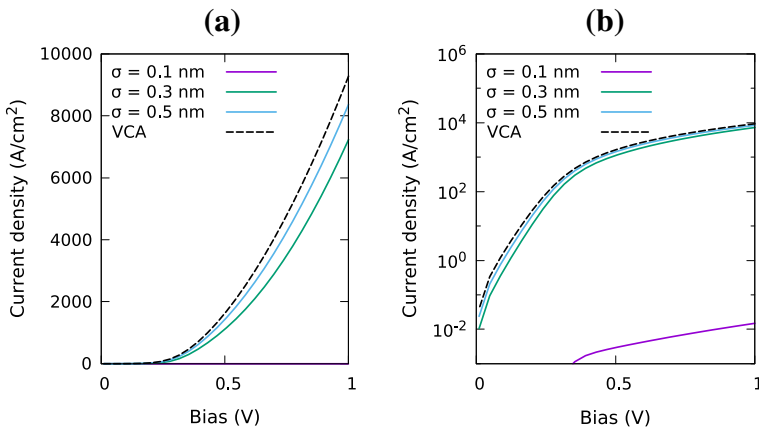 (a)
Current density (A/cm²)
10000
8000
6000
4000
2000
0
σ = 0.1 nm
σ = 0.3 nm
σ = 0.5 nm
VCA
0 0.5 1
Bias (V)
(b)
Current density (A/cm²)
10⁶
10⁴
10²
10⁰
10⁻²
σ = 0.1 nm
σ = 0.3 nm
σ = 0.5 nm
VCA
0 0.5 1
Bias (V)